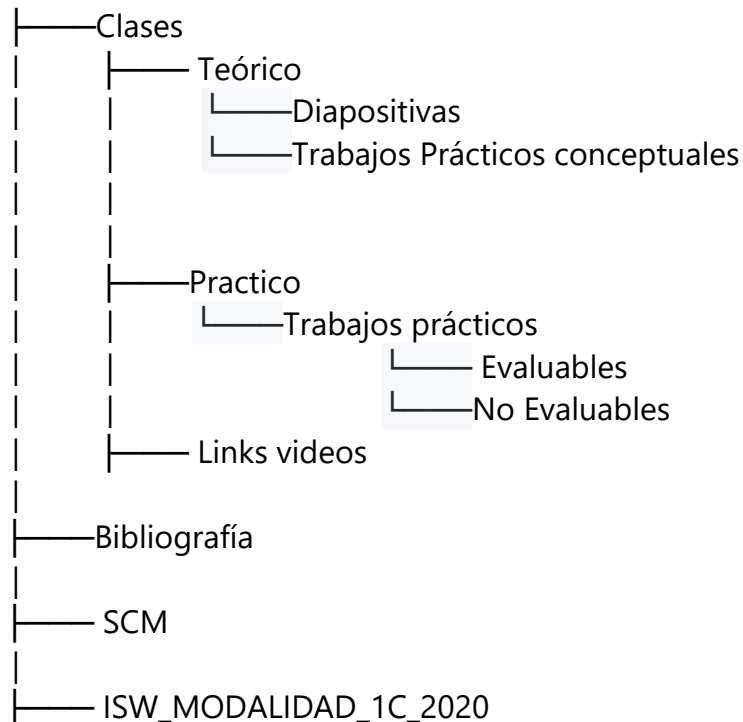 Clases
Teórico
Diapositivas
Trabajos Prácticos conceptuales
Practico
Trabajos prácticos
Evaluables
No Evaluables
Links videos
Bibliografía
SCM
ISW_MODALIDAD_1C_2020